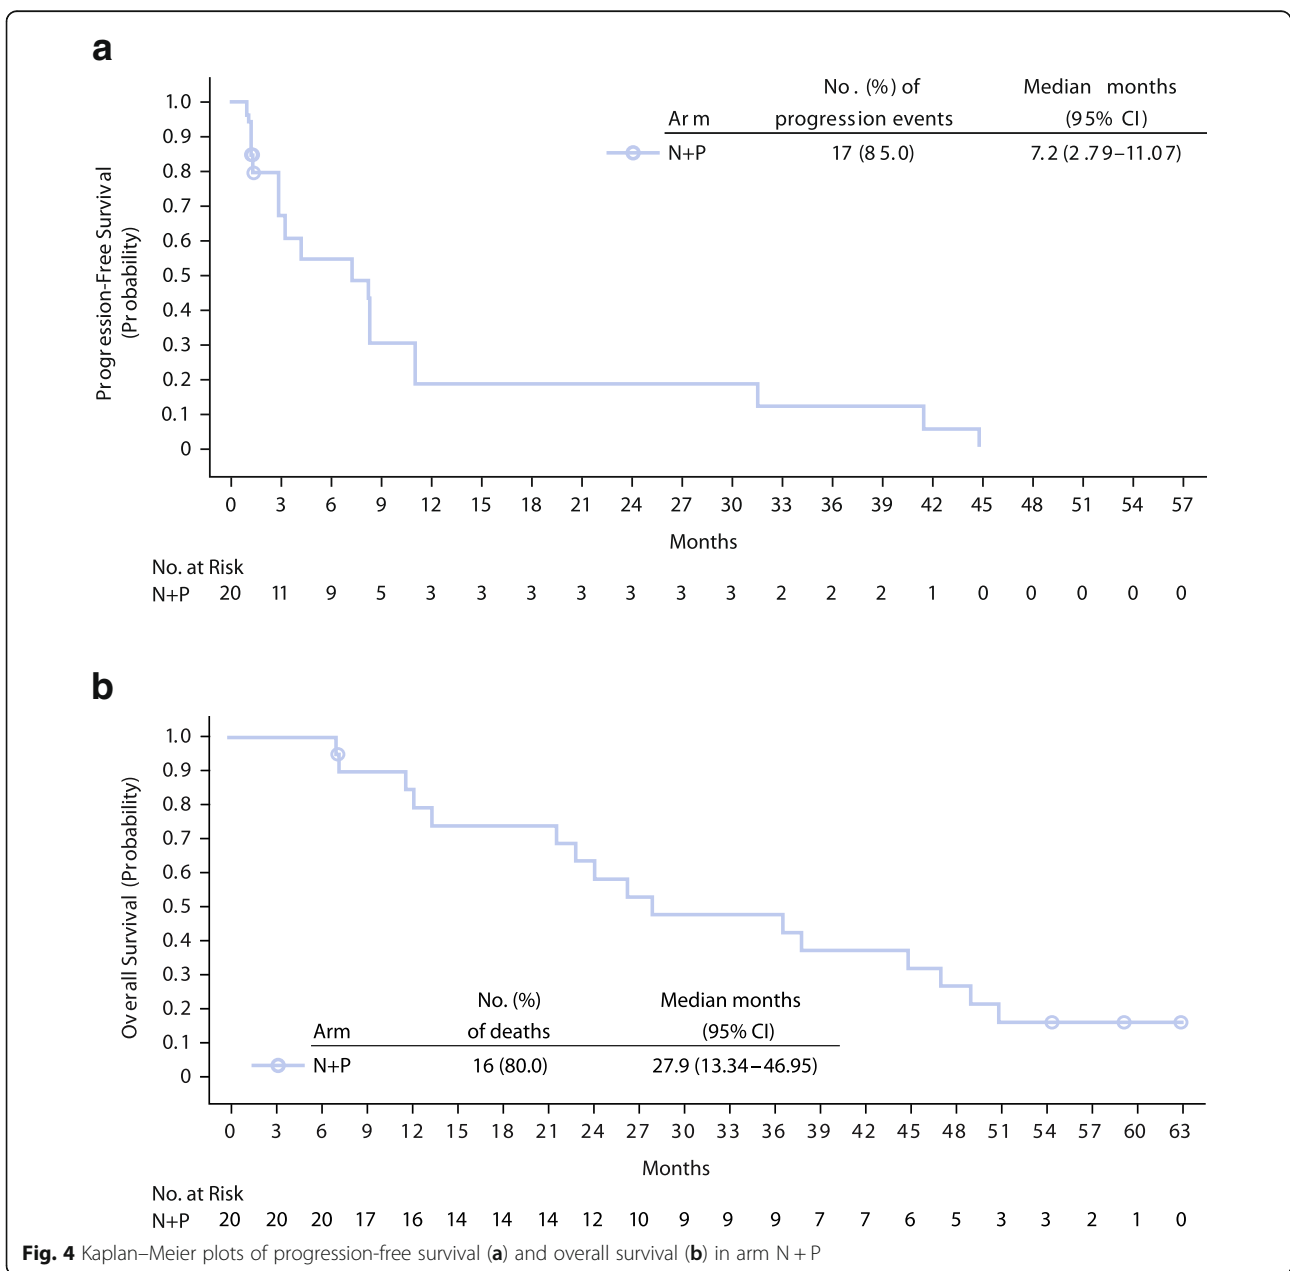 a
No. (%) of Median months
Arm progression events (95% CI)
N+P 17 (85.0) 7.2 (2.79–11.07)
Progression-Free Survival
(Probability)
1.0
0.9
0.8
0.7
0.6
0.5
0.4
0.3
0.2
0.1
0
0 3 6 9 12 15 18 21 24 27 30 33 36 39 42 45 48 51 54 57
Months
No. at Risk
N+P 20 11 9 5 3 3 3 3 3 3 3 2 2 2 1 0 0 0 0 0
b
Overall Survival (Probability)
1.0
0.9
0.8
0.7
0.6
0.5
0.4
0.3
0.2
0.1
0
No. (%) Median months
Arm of deaths (95% CI)
N+P 16 (80.0) 27.9 (13.34–46.95)
0 3 6 9 12 15 18 21 24 27 30 33 36 39 42 45 48 51 54 57 60 63
Months
No. at Risk
N+P 20 20 20 17 16 14 14 14 12 10 9 9 9 7 7 6 5 3 3 2 1 0
Fig. 4 Kaplan–Meier plots of progression-free survival (a) and overall survival (b) in arm N + P